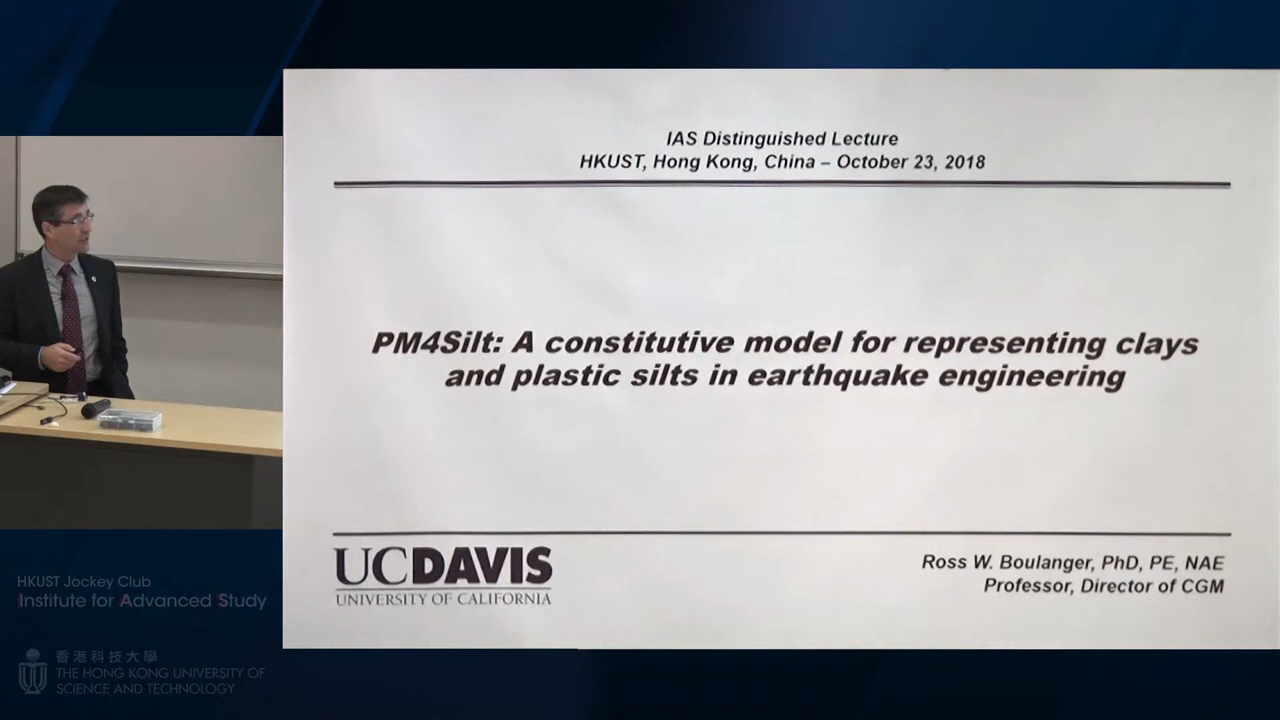 IAS Distinguished Lecture
HKUST, Hong Kong, China – October 23, 2018
PM4Silt: A constitutive model for representing clays
and plastic silts in earthquake engineering
UCDAVIS
UNIVERSITY OF CALIFORNIA
Ross W. Boulanger, PhD, PE, NAE
Professor, Director of CGM
HKUST Jockey Club
Institute for Advanced Study
香港科技大學
THE HONG KONG UNIVERSITY OF
SCIENCE AND TECHNOLOGY